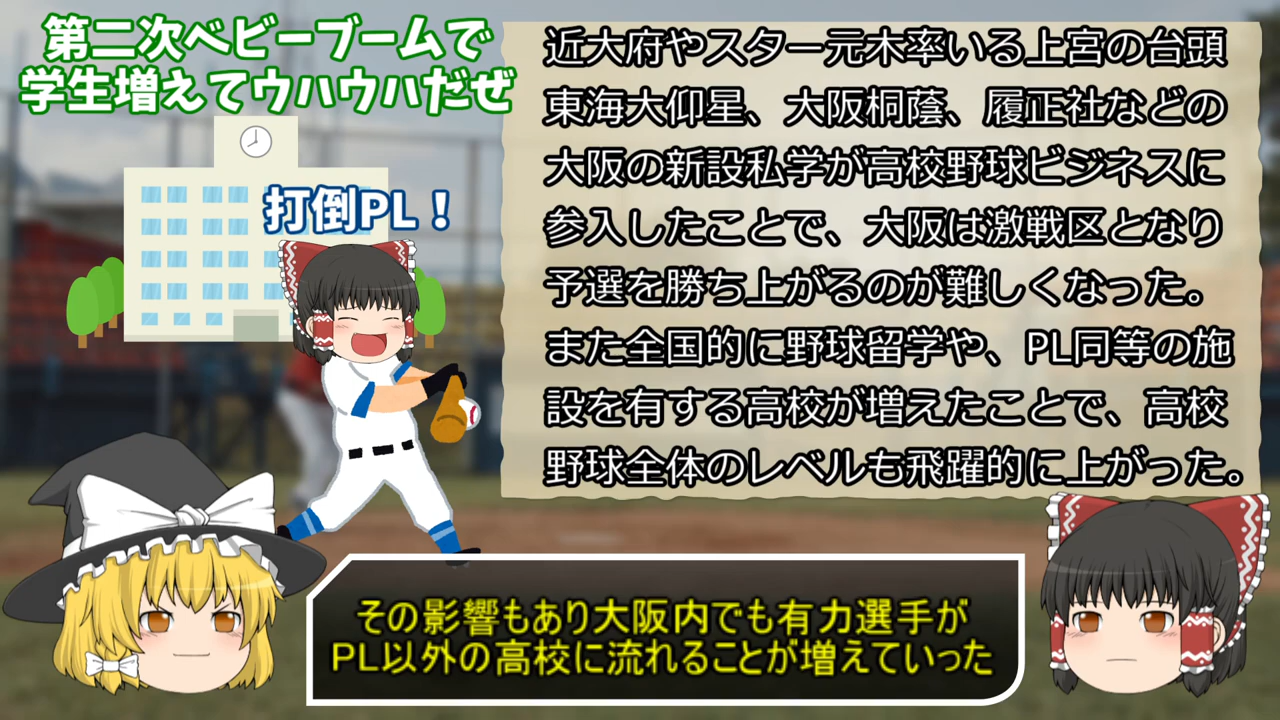 第二次ベビーブームで
学生増えてウハウハだぜ
打倒PL!
近大府やスター元木率いる上宮の台頭
東海大仰星、大阪桐蔭、履正社などの
大阪の新設私学が高校野球ビジネスに
参入したことで、大阪は激戦区となり
予選を勝ち上がるのが難しくなった。
また全国的に野球留学や、PL同等の施
設を有する高校が増えたことで、高校
野球全体のレベルも飛躍的に上がった。
その影響もあり大阪内でも有力選手が
PL以外の高校に流れることが増えていった